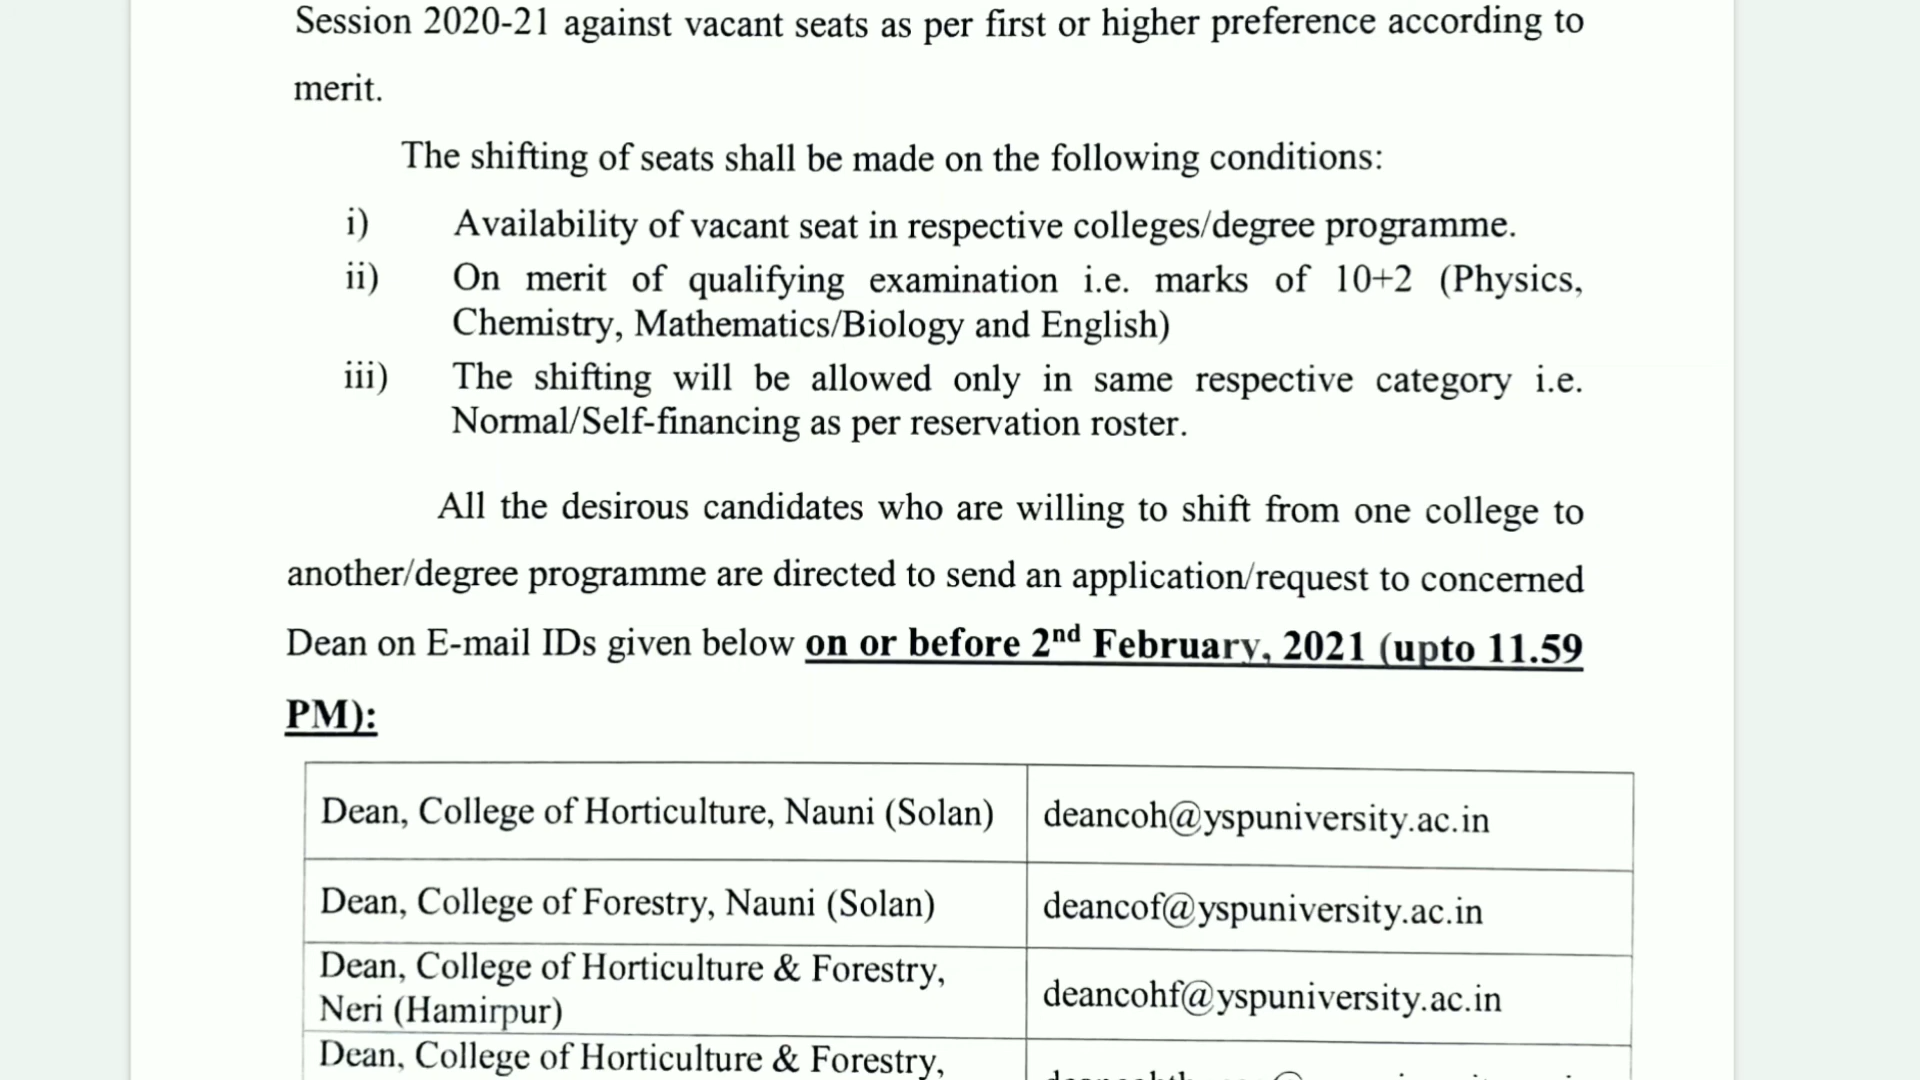 Session 2020-21 against vacant seats as per first or higher preference according to
merit.
The shifting of seats shall be made on the following conditions:
i) Availability of vacant seat in respective colleges/degree programme.
ii) On merit of qualifying examination i.e. marks of 10+2 (Physics,
Chemistry, Mathematics/Biology and English)
iii) The shifting will be allowed only in same respective category i.e.
Normal/Self-financing as per reservation roster.
All the desirous candidates who are willing to shift from one college to
another/degree programme are directed to send an application/request to concerned
Dean on E-mail IDs given below on or before 2nd February, 2021 (upto 11.59
PM):
Dean, College of Horticulture, Nauni (Solan) deancoh@yspuniversity.ac.in
Dean, College of Forestry, Nauni (Solan) deancof@yspuniversity.ac.in
Dean, College of Horticulture & Forestry,
Neri (Hamirpur) deancohf@yspuniversity.ac.in
Dean, College of Horticulture & Forestry,